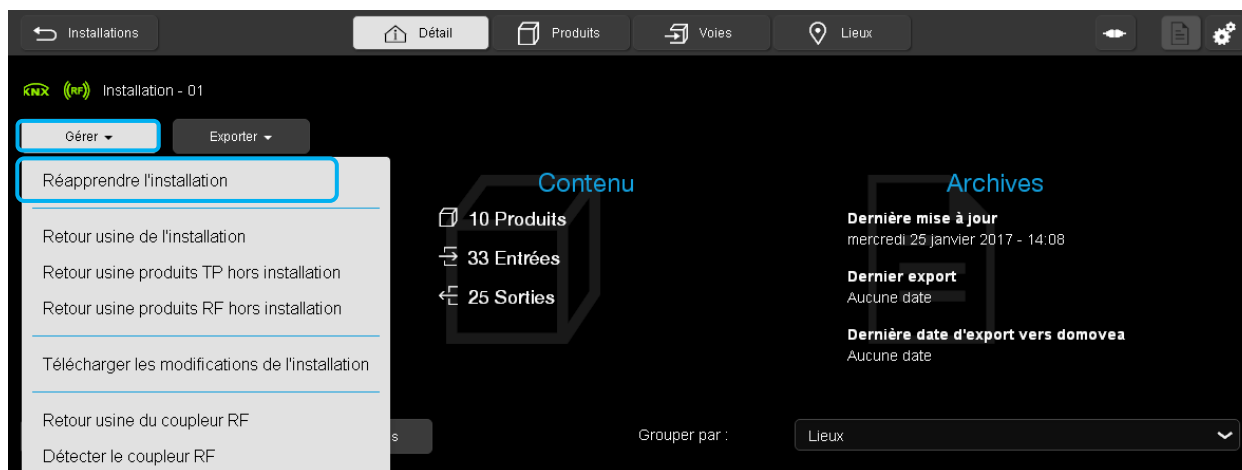 Installations
Détail
Produits
Voies
Lieux
KNX ((RF)) Installation - 01
Gérer
Exporter
Réapprendre l'installation
Retour usine de l'installation
Retour usine produits TP hors installation
Retour usine produits RF hors installation
Télécharger les modifications de l'installation
Retour usine du coupleur RF
Détecter le coupleur RF
Contenu
10 Produits
33 Entrées
25 Sorties
Archives
Dernière mise à jour
mercredi 25 janvier 2017 - 14:08
Dernier export
Aucune date
Dernière date d'export vers domovea
Aucune date
s
Grouper par :
Lieux